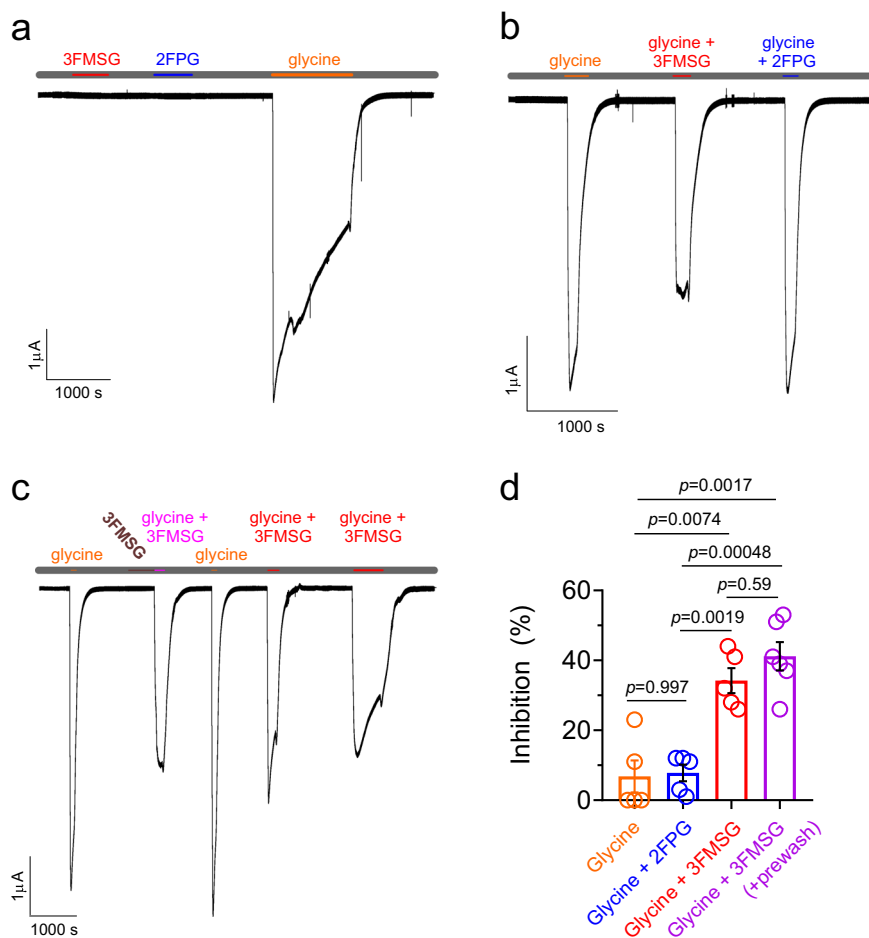 a
3FMSG 2FPG glycine
1µA
1000 s
b
glycine
glycine +
3FMSG
glycine
+ 2FPG
1µA
1000 s
c
glycine
3FMSG
glycine +
3FMSG
glycine
glycine +
3FMSG
glycine +
3FMSG
1µA
1000 s
d
p=0.0017
p=0.0074
p=0.00048
p=0.59
p=0.0019
p=0.997
Inhibition (%)
60
40
20
0
Glycine
Glycine + 2FPG
Glycine + 3FMSG
Glycine + 3FMSG
(+prewash)